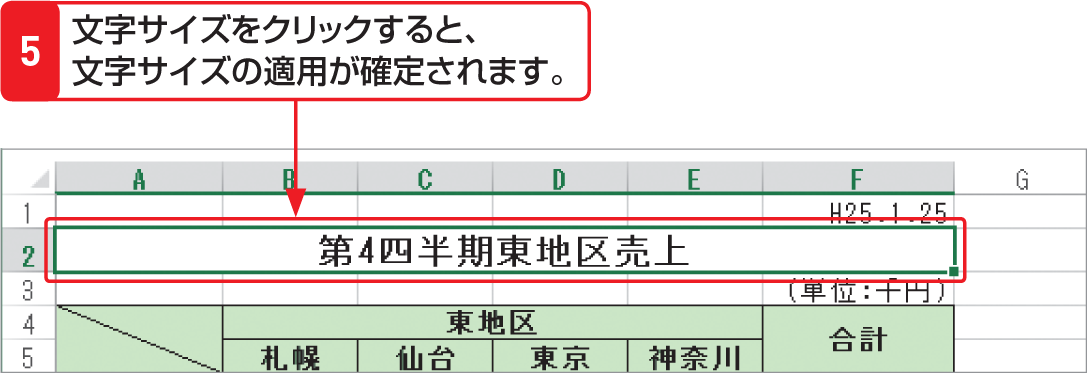 5 文字サイズをクリックすると、
文字サイズの適用が確定されます。
A B C D E F G
1 H25.1.25
2 第4四半期東地区売上
3 (単位:千円)
4 東地区 合計
5 札幌 仙台 東京 神奈川